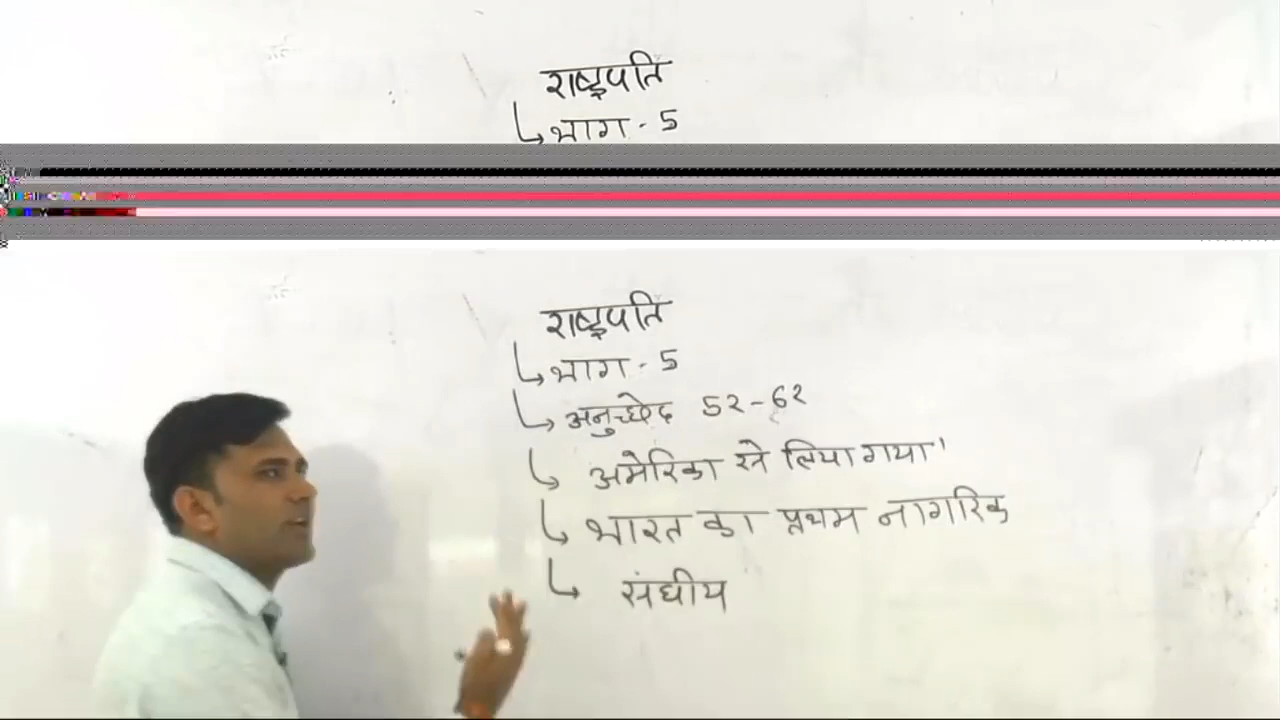 राष्ट्रपति
भाग - 5
राष्ट्रपति
भाग - 5
अनुच्छेद 52-62
अमेरिका से लिया गया।
भारत का प्रथम नागरिक
संघीय